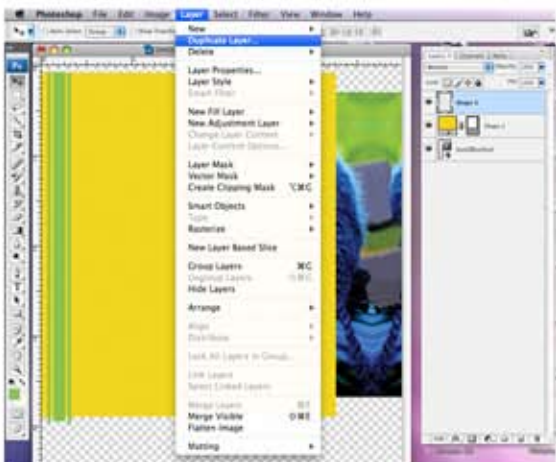 Photoshop File Edit Image Layer Select Filter View Window Help
New
Duplicate Layer...
Delete
Layer Properties...
Layer Style
Smart Filter
New Fill Layer
New Adjustment Layer
Change Layer Content
Layer Content Options...
Layer Mask
Vector Mask
Create Clipping Mask ⌥⌘G
Smart Objects
Type
Rasterize
New Layer Based Slice
Group Layers ⌘G
Ungroup Layers ⇧⌘G
Hide Layers
Arrange
Align
Distribute
Lock All Layers in Group...
Link Layers
Select Linked Layers
Merge Layers ⌘E
Merge Visible ⇧⌘E
Flatten Image
Matting